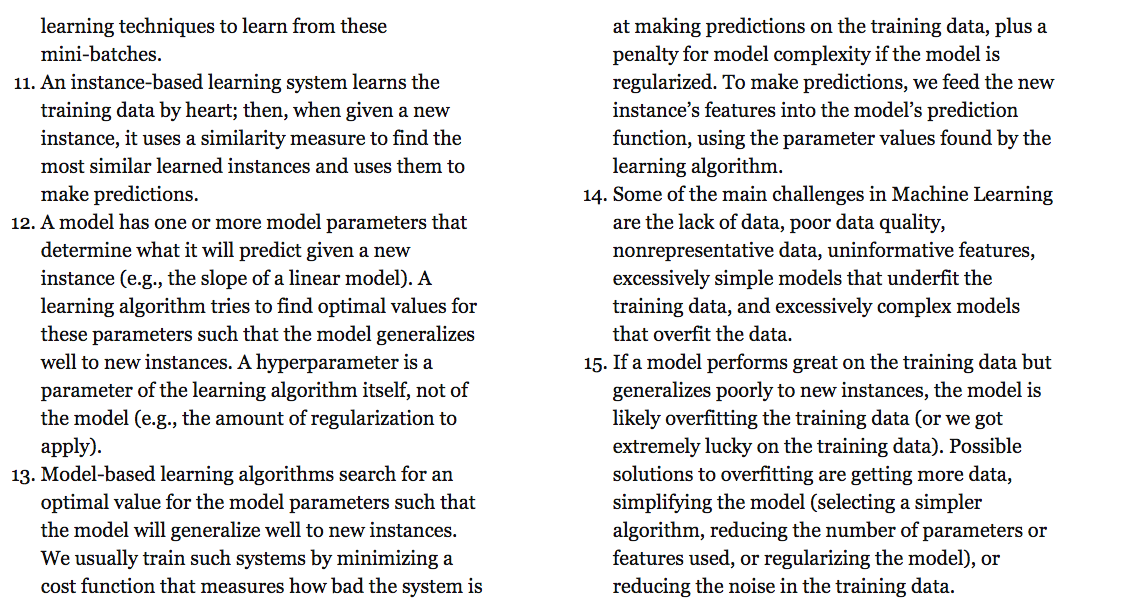 learning techniques to learn from these
mini-batches.
11. An instance-based learning system learns the
training data by heart; then, when given a new
instance, it uses a similarity measure to find the
most similar learned instances and uses them to
make predictions.
12. A model has one or more model parameters that
determine what it will predict given a new
instance (e.g., the slope of a linear model). A
learning algorithm tries to find optimal values for
these parameters such that the model generalizes
well to new instances. A hyperparameter is a
parameter of the learning algorithm itself, not of
the model (e.g., the amount of regularization to
apply).
13. Model-based learning algorithms search for an
optimal value for the model parameters such that
the model will generalize well to new instances.
We usually train such systems by minimizing a
cost function that measures how bad the system is
at making predictions on the training data, plus a
penalty for model complexity if the model is
regularized. To make predictions, we feed the new
instance’s features into the model’s prediction
function, using the parameter values found by the
learning algorithm.
14. Some of the main challenges in Machine Learning
are the lack of data, poor data quality,
nonrepresentative data, uninformative features,
excessively simple models that underfit the
training data, and excessively complex models
that overfit the data.
15. If a model performs great on the training data but
generalizes poorly to new instances, the model is
likely overfitting the training data (or we got
extremely lucky on the training data). Possible
solutions to overfitting are getting more data,
simplifying the model (selecting a simpler
algorithm, reducing the number of parameters or
features used, or regularizing the model), or
reducing the noise in the training data.